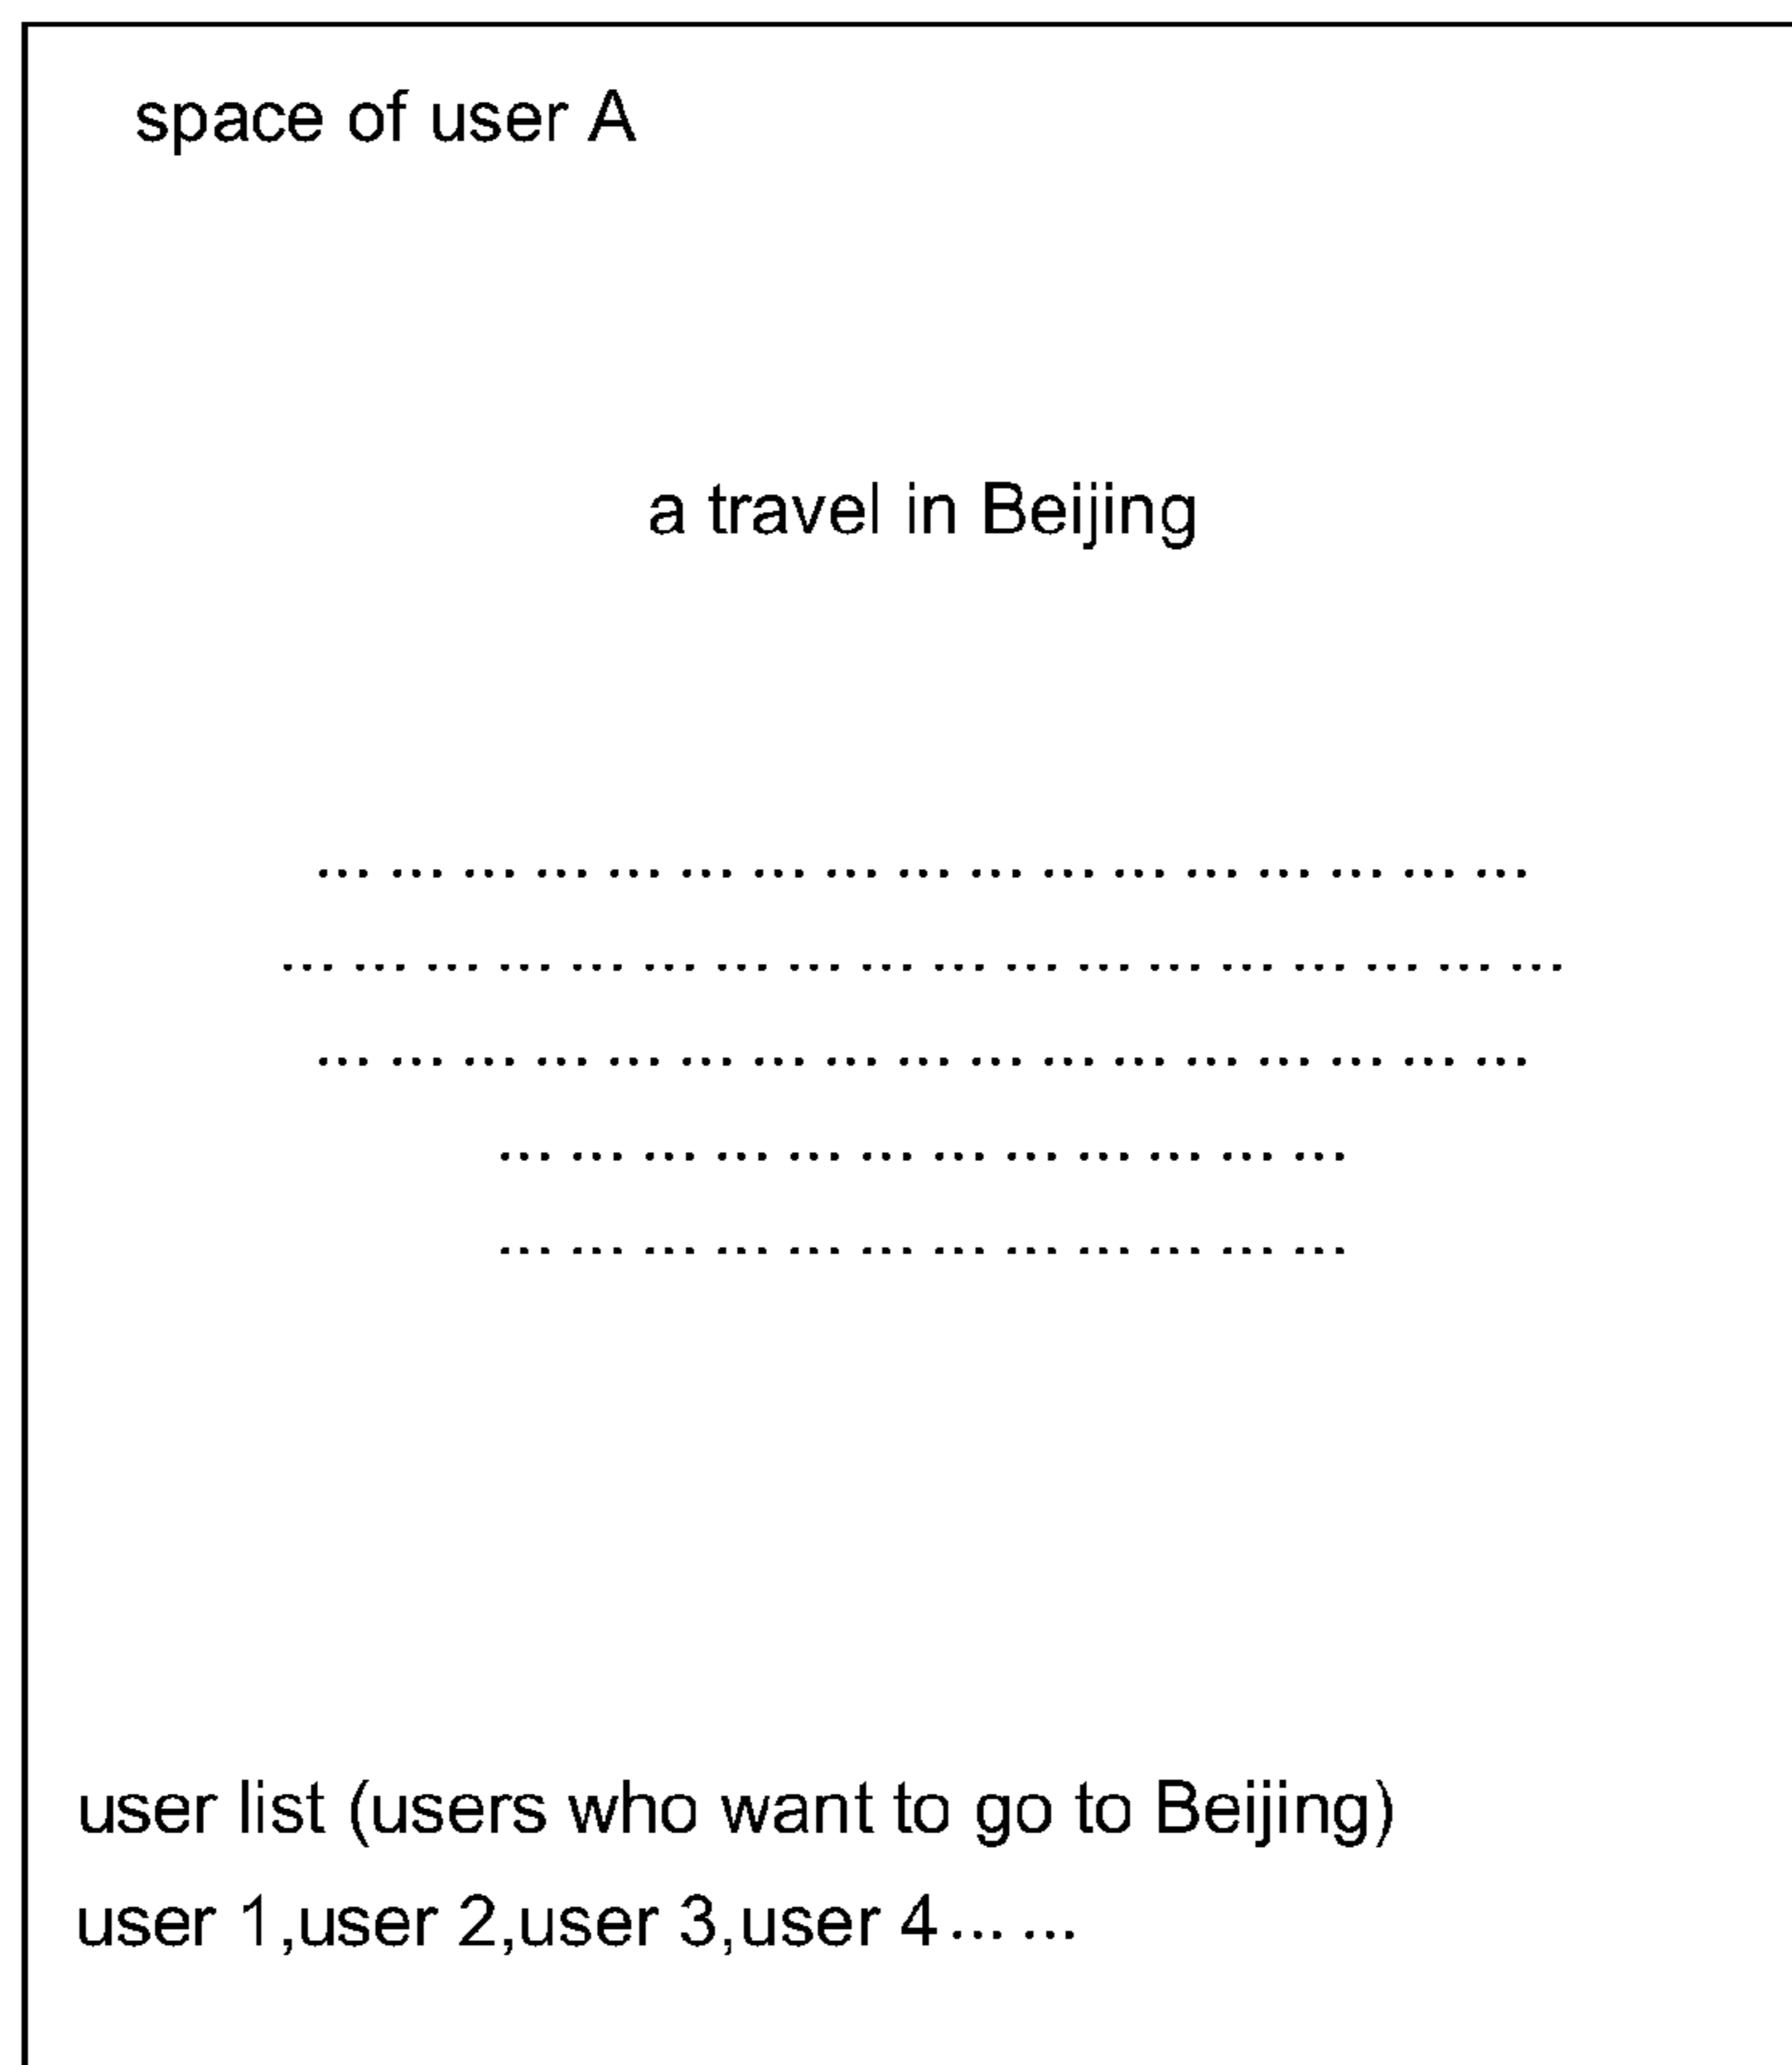 space of user A
a travel in Beijing
… … … … … … … … … … … … … … … … …
… … … … … … … … … … … … … … … … … …
… … … … … … … … … … … … … … … … …
… … … … … … … … … … … …
… … … … … … … … … … … …
user list (users who want to go to Beijing)
user 1,user 2,user 3,user 4… …